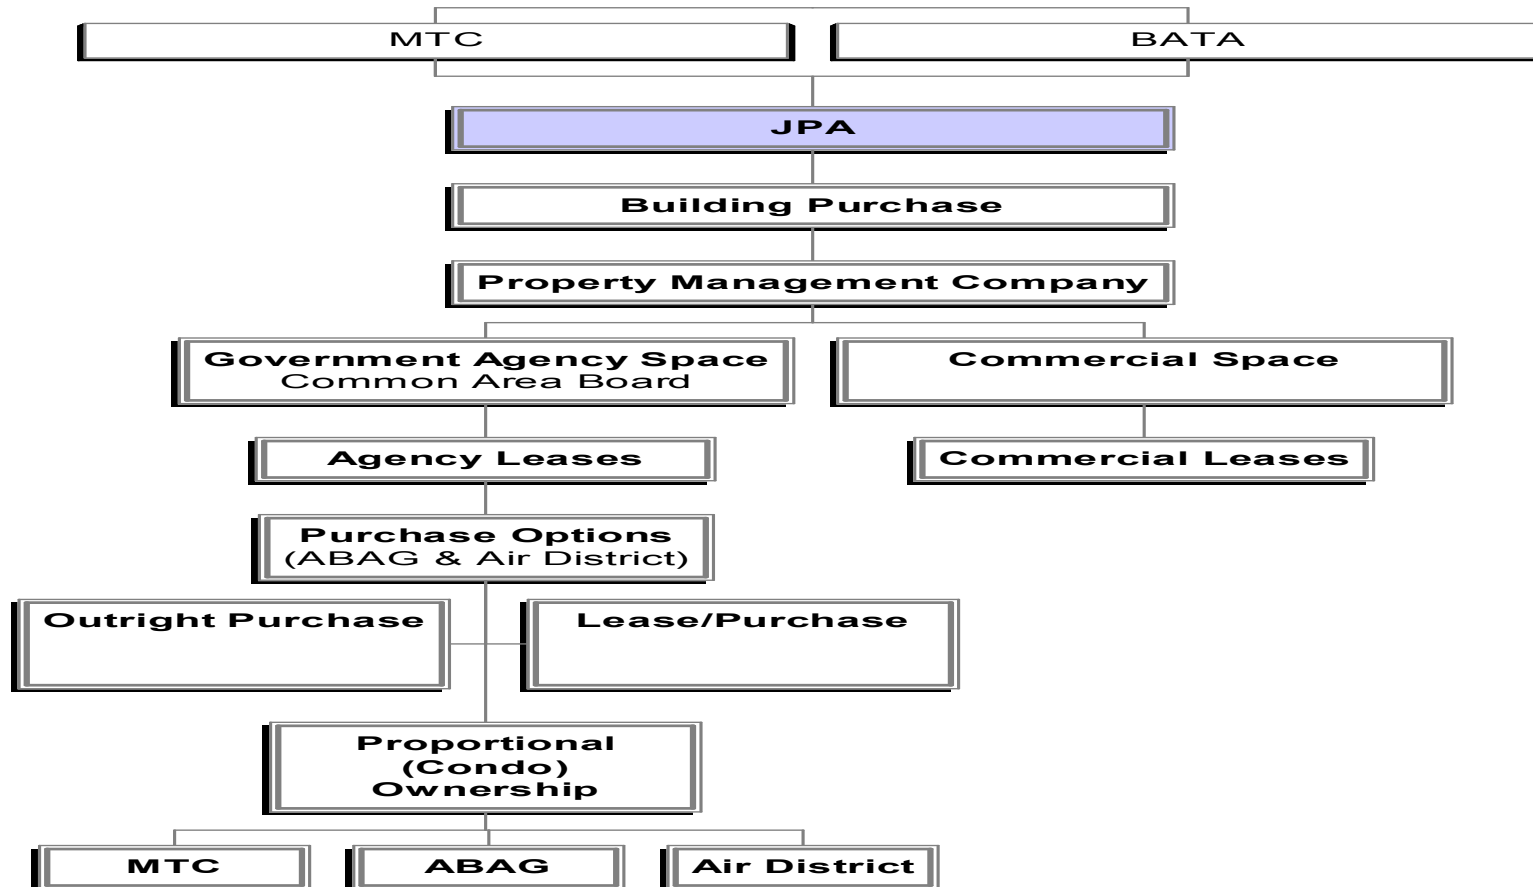 MTC
BATA
JPA
Building Purchase
Property Management Company
Government Agency Space
Common Area Board
Commercial Space
Agency Leases
Commercial Leases
Purchase Options
(ABAG & Air District)
Outright Purchase
Lease/Purchase
Proportional
(Condo)
Ownership
MTC
ABAG
Air District